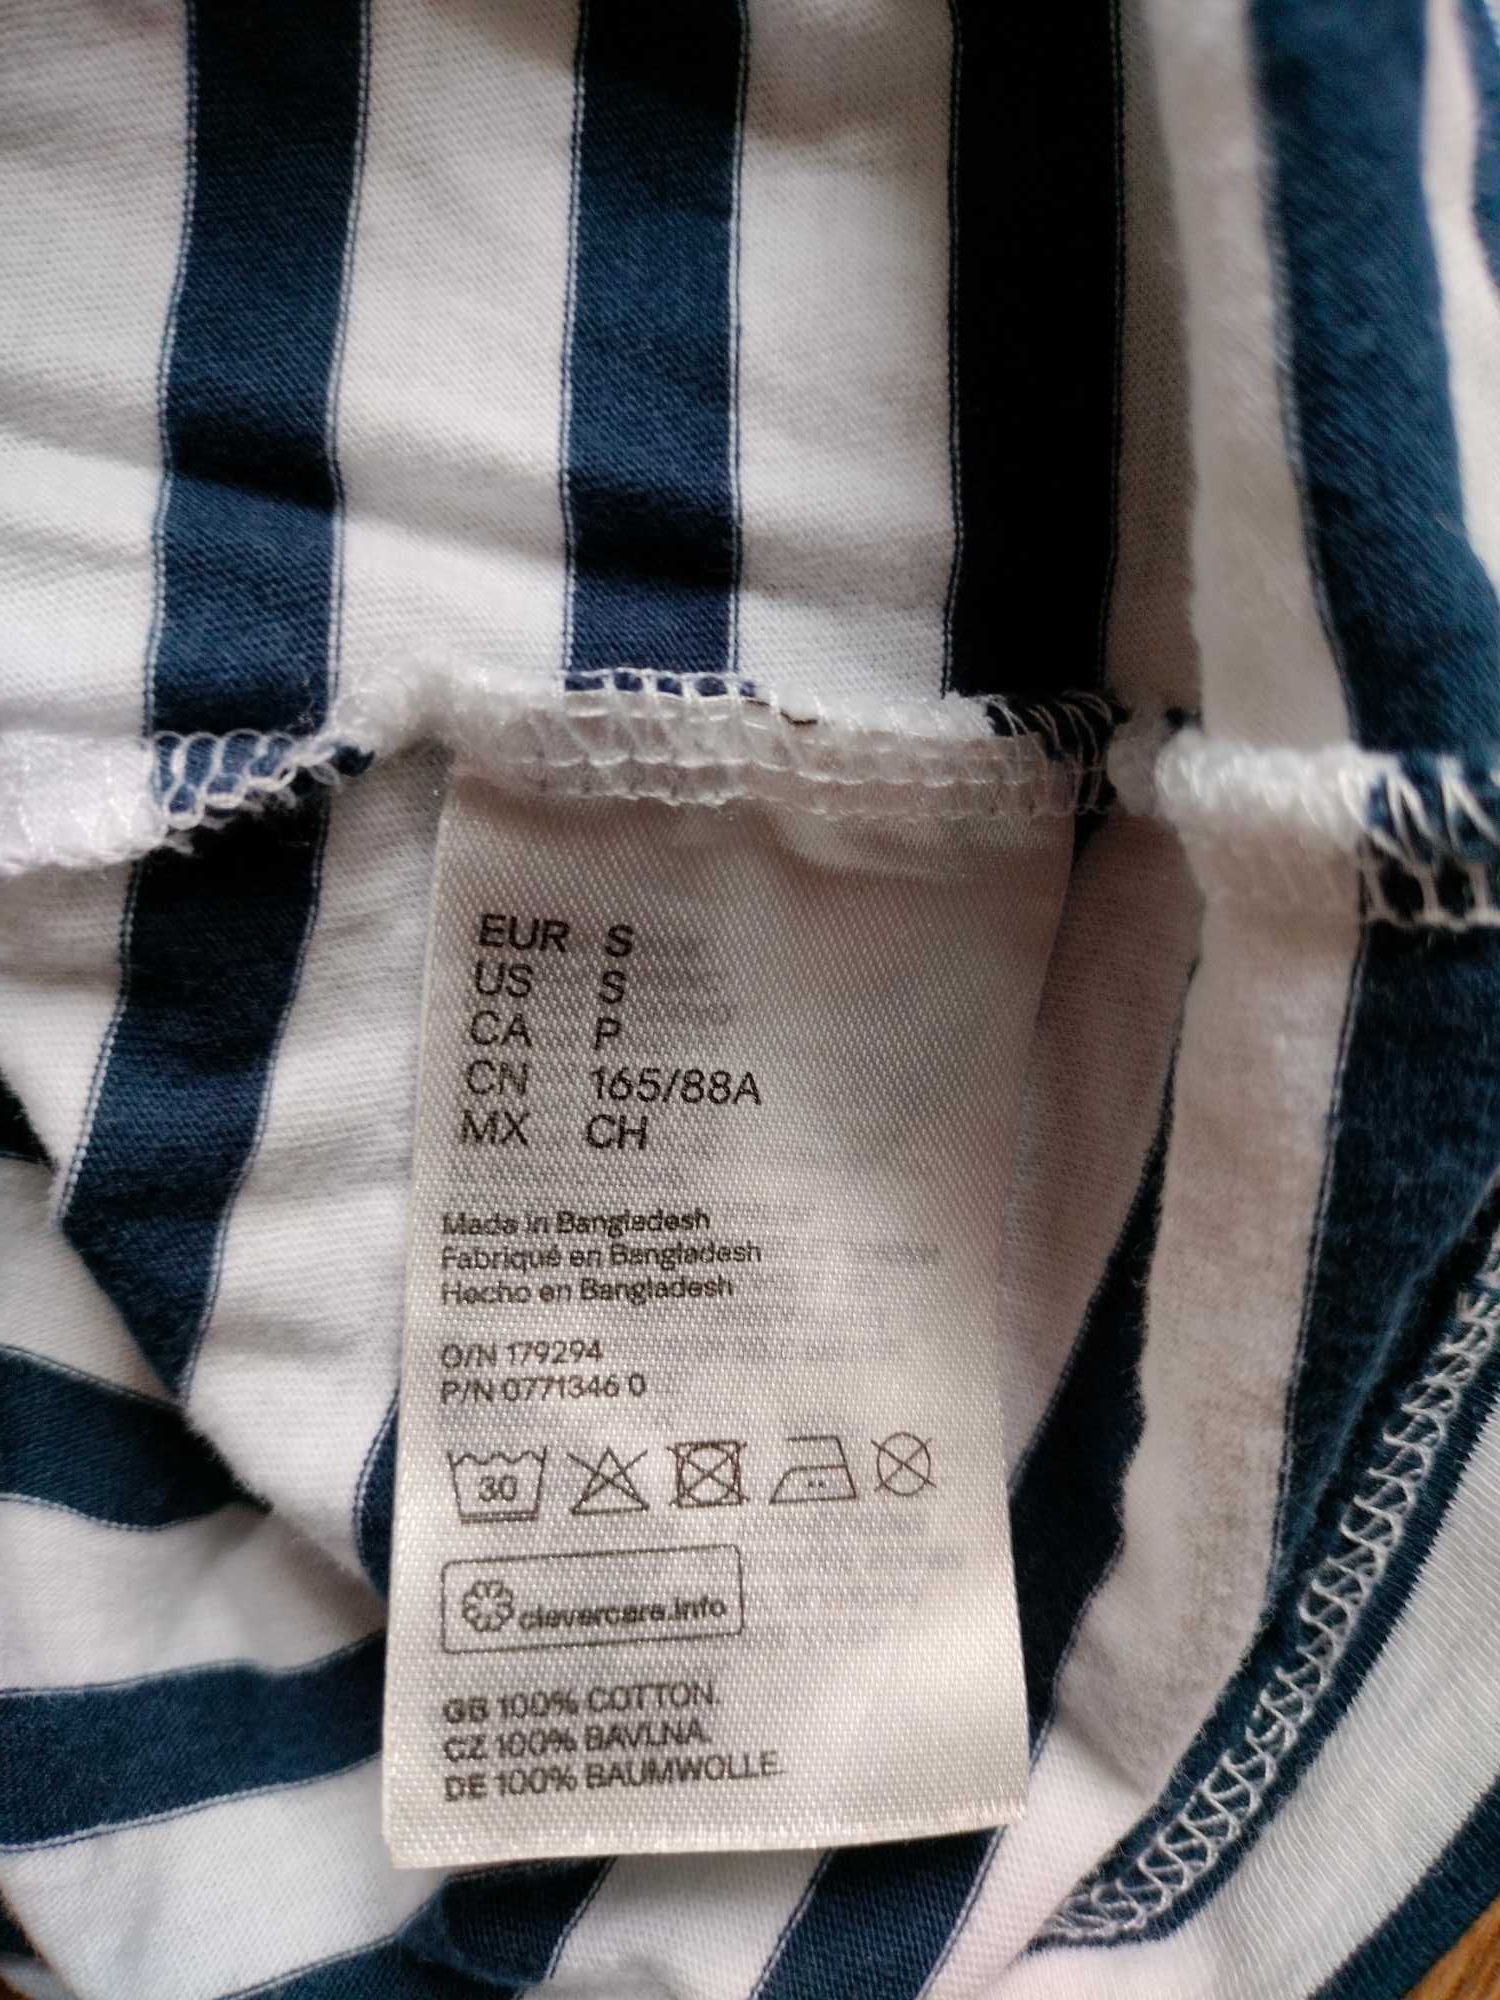 EUR S
US S
CA P
CN 165/88A
MX CH
Made in Bangladesh
Fabriqué en Bangladesh
Hecho en Bangladesh
O/N 179294
P/N 0771346 0
30
clevercare.info
GB 100% COTTON.
CZ 100% BAVLNA.
DE 100% BAUMWOLLE.